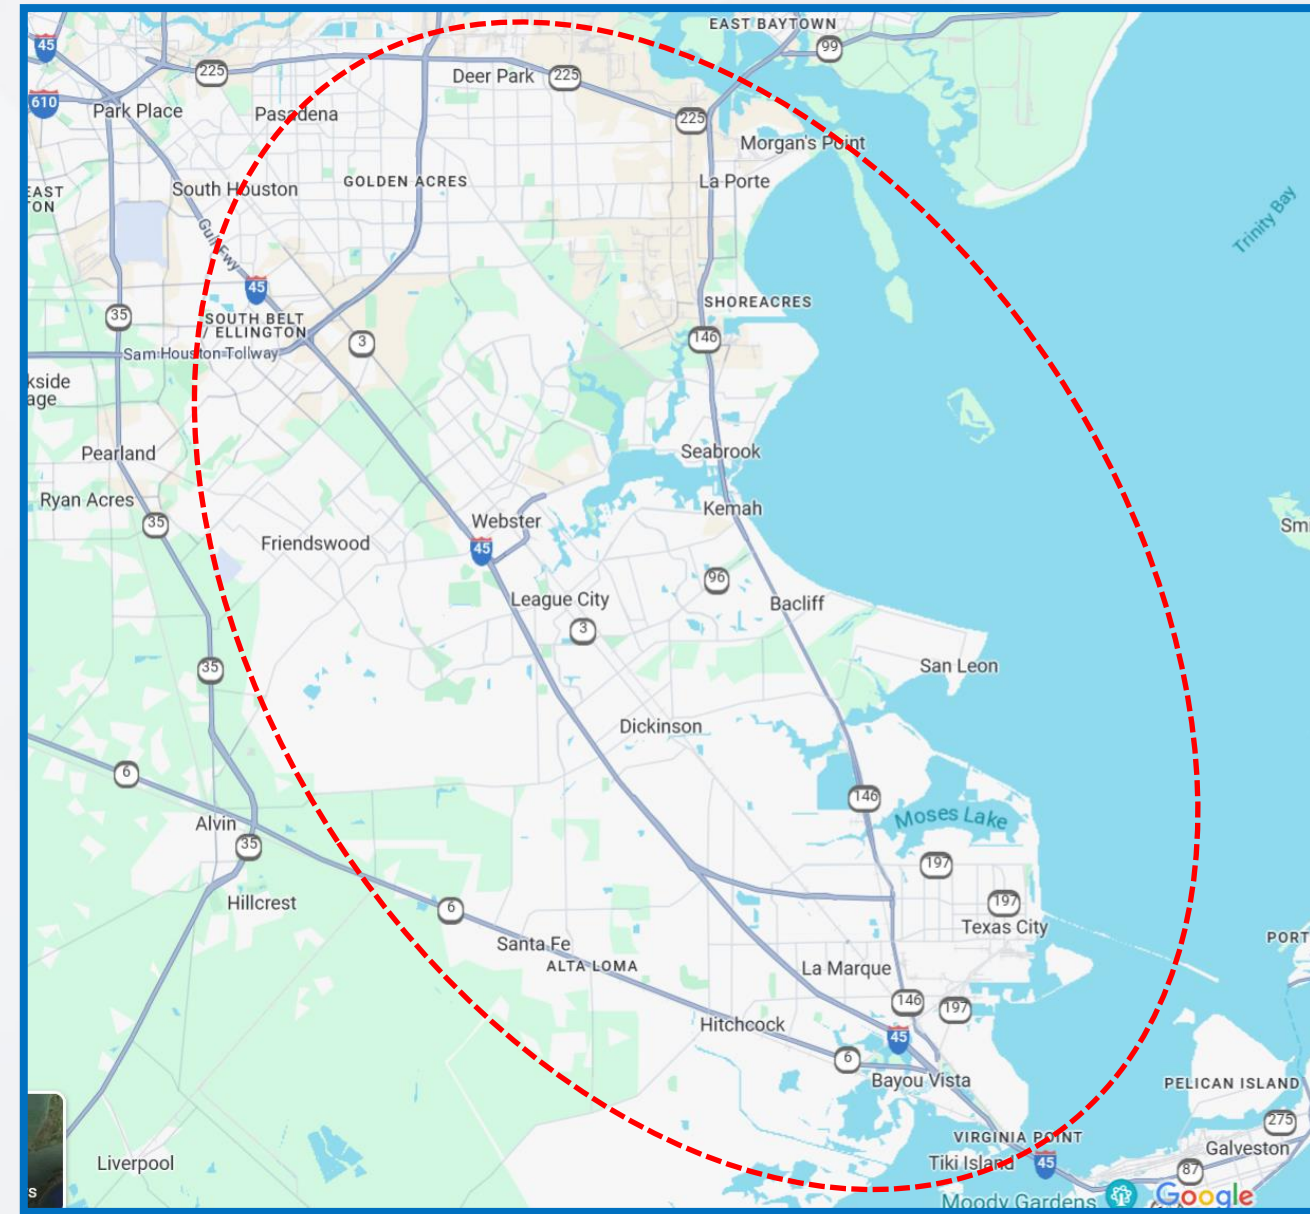 EAST BAYTOWN
45
99
225
Deer Park
225
610
Park Place
Pasadena
225
Morgan's Point
La Porte
GOLDEN ACRES
South Houston
EAST
TON
Gulf Fwy
Trinity Bay
45
SHOREACRES
35
SOUTH BELT
/ ELLINGTON
3
146
Sam Houston Tollway
kside
age
Pearland
Seabrook
Ryan Acres
Kemah
35
Webster
Smi
Friendswood
45
96
League City
Bacliff
3
35
San Leon
Dickinson
6
146
Moses Lake
Alvin
35
197
Hillcrest
6
197
Texas City
Santa Fe
ALTA LOMA
PORT
La Marque
146
197
Hitchcock
45
6
Bayou Vista
PELICAN ISLAND
275
VIRGINIA POINT
Galveston
Liverpool
Tiki Island
45
87
s
Moody Gardens
Google